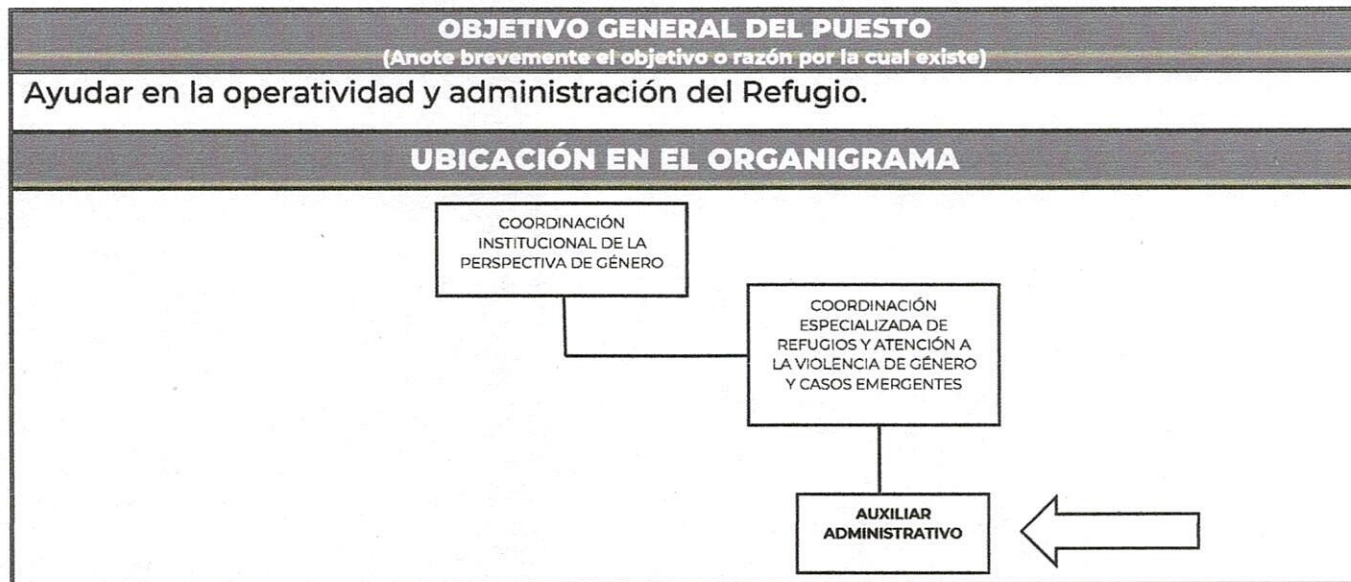 OBJETIVO GENERAL DEL PUESTO
(Anote brevemente el objetivo o razón por la cual existe)
Ayudar en la operatividad y administración del Refugio.
UBICACIÓN EN EL ORGANIGRAMA
COORDINACIÓN
INSTITUCIONAL DE LA
PERSPECTIVA DE GÉNERO
COORDINACIÓN
ESPECIALIZADA DE
REFUGIOS Y ATENCIÓN A
LA VIOLENCIA DE GÉNERO
Y CASOS EMERGENTES
AUXILIAR
ADMINISTRATIVO